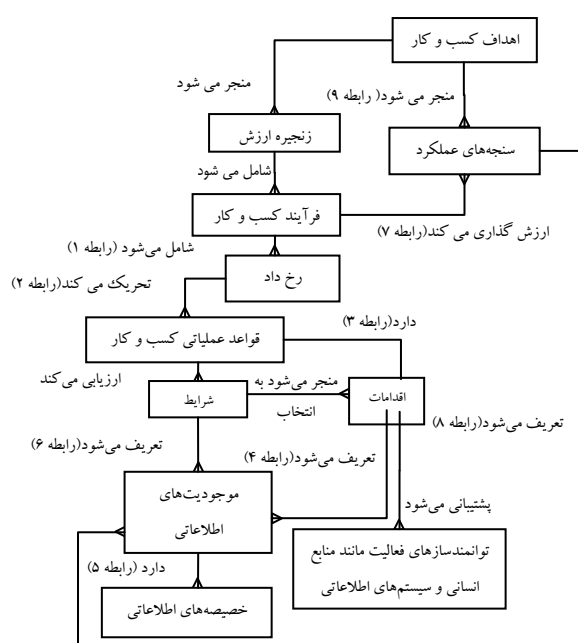 اهداف کسب و کار
منجر می شود
منجر می شود( رابطه ۹)
زنجیره ارزش
سنجه‌های عملکرد
شامل می شود
فرآیند کسب و کار
ارزش گذاری می کند(رابطه ۷)
شامل می‌شود (رابطه ۱)
رخ داد
تحریک می کند(رابطه ۲)
دارد(رابطه ۳)
قواعد عملیاتی کسب و کار
ارزیابی می‌کند
منجر می‌شود به
انتخاب
شرایط
اقدامات
تعریف می‌شود(رابطه ۸)
تعریف می‌شود(رابطه ۶)
تعریف می‌شود(رابطه ۴)
موجودیت‌های
اطلاعاتی
پشتیبانی می‌شود
توانمندسازهای فعالیت مانند منابع
انسانی و سیستم‌های اطلاعاتی
دارد (رابطه ۵)
خصیصه‌های اطلاعاتی